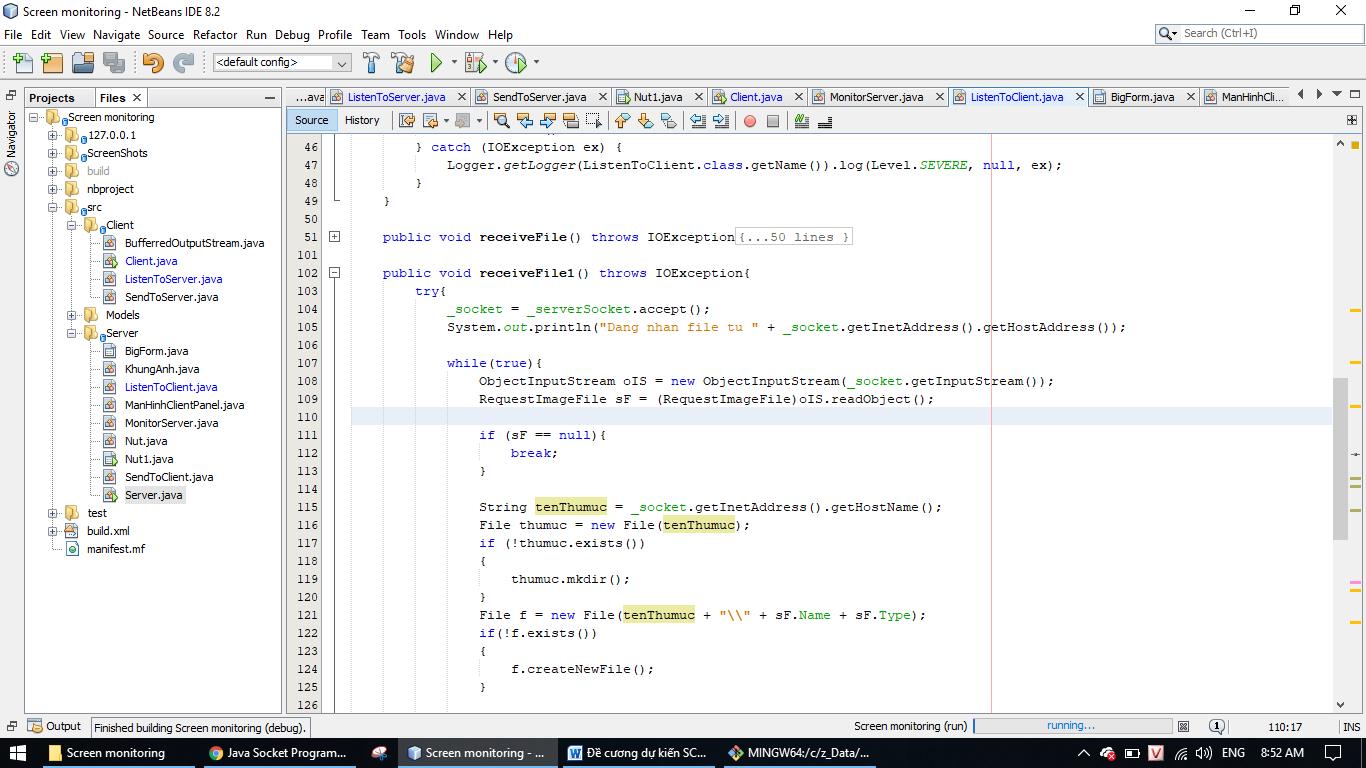 Screen monitoring - NetBeans IDE 8.2
File Edit View Navigate Source Refactor Run Debug Profile Team Tools Window Help
Search (Ctrl+I)
<default config>
Projects Files
...ava ListenToServer.java SendToServer.java Nut1.java Client.java MonitorServer.java ListenToClient.java BigForm.java ManHinhCli...
Navigator
Source History
Screen monitoring
127.0.0.1
ScreenShots
build
nbproject
src
Client
BufferredOutputStream.java
Client.java
ListenToServer.java
SendToServer.java
Models
Server
BigForm.java
KhungAnh.java
ListenToClient.java
ManHinhClientPanel.java
MonitorServer.java
Nut.java
Nut1.java
SendToClient.java
Server.java
test
build.xml
manifest.mf
46 } catch (IOException ex) {
47 Logger.getLogger(ListenToClient.class.getName()).log(Level.SEVERE, null, ex);
48 }
49 }
50
51 public void receiveFile() throws IOException{...50 lines }
101
102 public void receiveFile1() throws IOException{
103 try{
104 _socket = _serverSocket.accept();
105 System.out.println("Dang nhan file tu " + _socket.getInetAddress().getHostAddress());
106
107 while(true){
108 ObjectInputStream oIS = new ObjectInputStream(_socket.getInputStream());
109 RequestImageFile sF = (RequestImageFile)oIS.readObject();
110
111 if (sF == null){
112 break;
113 }
114
115 String tenThumuc = _socket.getInetAddress().getHostName();
116 File thumuc = new File(tenThumuc);
117 if (!thumuc.exists())
118 {
119 thumuc.mkdir();
120 }
121 File f = new File(tenThumuc + "\\" + sF.Name + sF.Type);
122 if(!f.exists())
123 {
124 f.createNewFile();
125 }
126
Output Finished building Screen monitoring (debug). Screen monitoring (run) running... 1 110:17 INS
Screen monitoring Java Socket Program... Screen monitoring - ... Đề cương dự kiến SC... MINGW64:/c/z_Data/... V ENG 8:52 AM